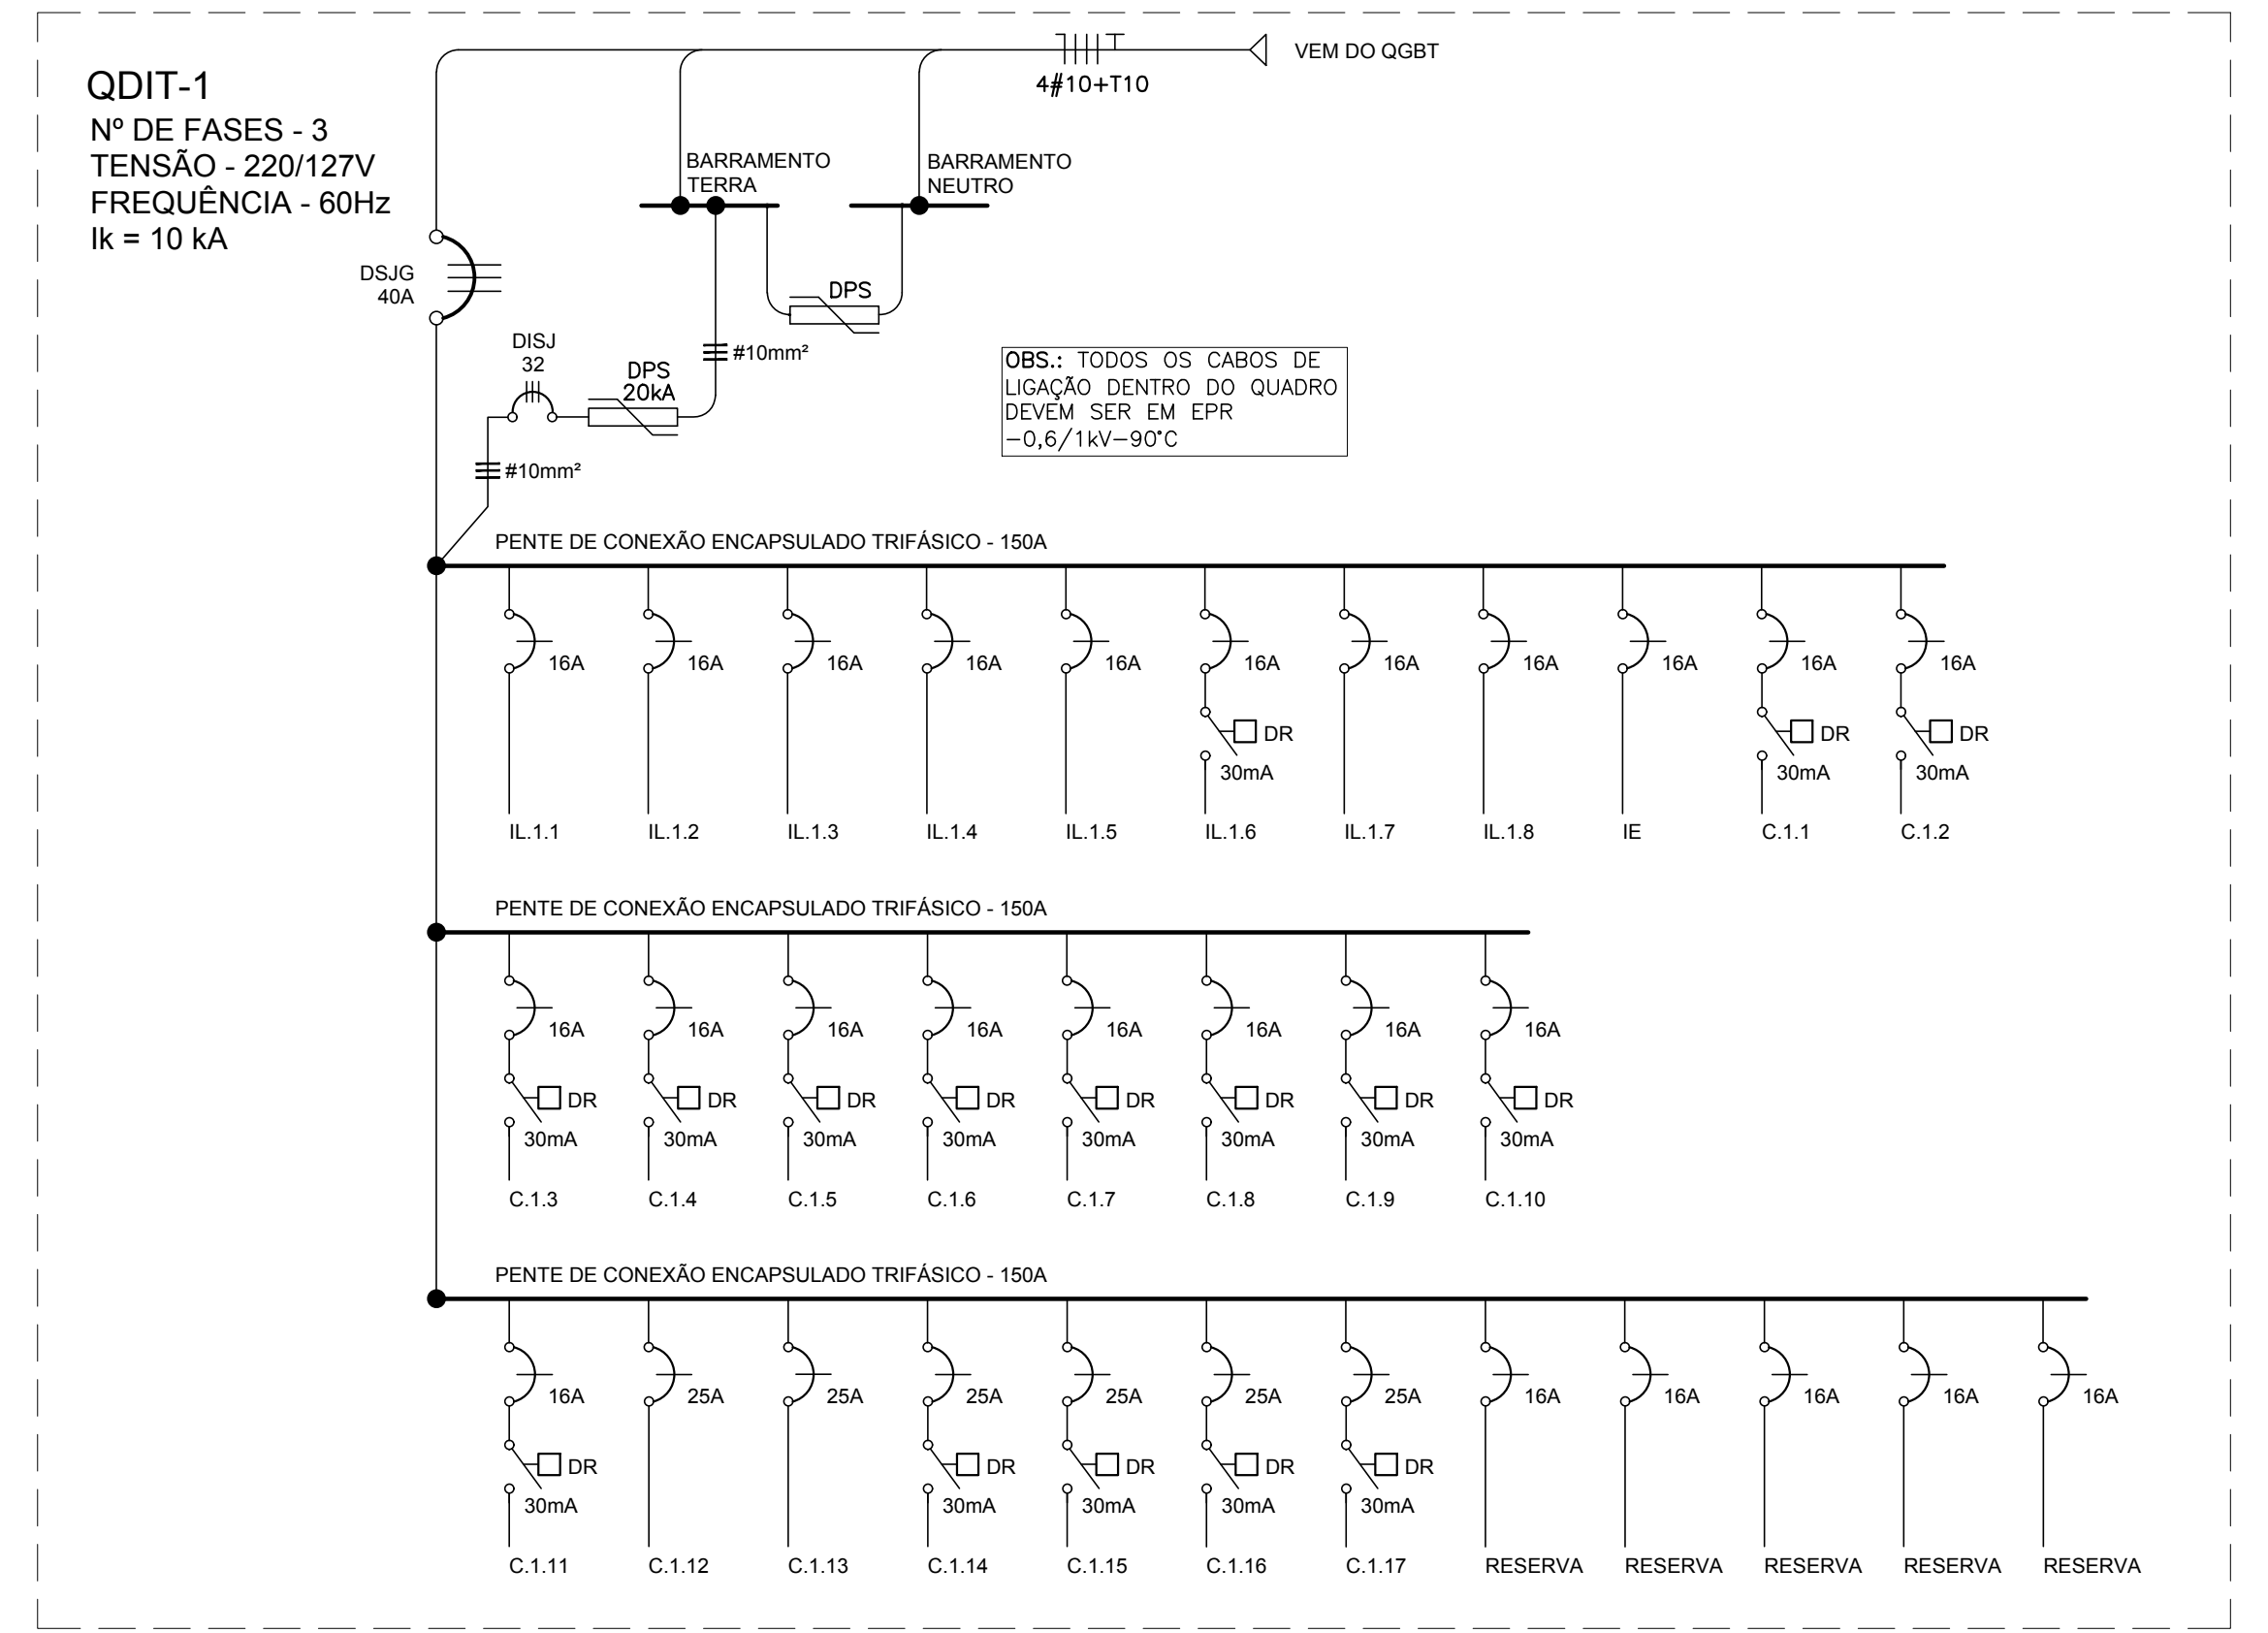 QDIT-1
Nº DE FASES - 3
TENSÃO - 220/127V
FREQUÊNCIA - 60Hz
Ik = 10 kA
VEM DO QGBT
4#10+T10
BARRAMENTO
TERRA
BARRAMENTO
NEUTRO
DSJG
40A
DPS
DISJ
32
DPS
20kA
#10mm²
#10mm²
OBS.: TODOS OS CABOS DE
LIGAÇÃO DENTRO DO QUADRO
DEVEM SER EM EPR
-0,6/1kV-90°C
PENTE DE CONEXÃO ENCAPSULADO TRIFÁSICO - 150A
16A 16A 16A 16A 16A 16A 16A 16A 16A 16A 16A
DR DR DR
30mA 30mA 30mA
IL.1.1 IL.1.2 IL.1.3 IL.1.4 IL.1.5 IL.1.6 IL.1.7 IL.1.8 IE C.1.1 C.1.2
PENTE DE CONEXÃO ENCAPSULADO TRIFÁSICO - 150A
16A 16A 16A 16A 16A 16A 16A 16A
DR DR DR DR DR DR DR DR
30mA 30mA 30mA 30mA 30mA 30mA 30mA 30mA
C.1.3 C.1.4 C.1.5 C.1.6 C.1.7 C.1.8 C.1.9 C.1.10
PENTE DE CONEXÃO ENCAPSULADO TRIFÁSICO - 150A
16A 25A 25A 25A 25A 25A 25A 16A 16A 16A 16A 16A
DR DR DR DR DR
30mA 30mA 30mA 30mA 30mA
C.1.11 C.1.12 C.1.13 C.1.14 C.1.15 C.1.16 C.1.17 RESERVA RESERVA RESERVA RESERVA RESERVA